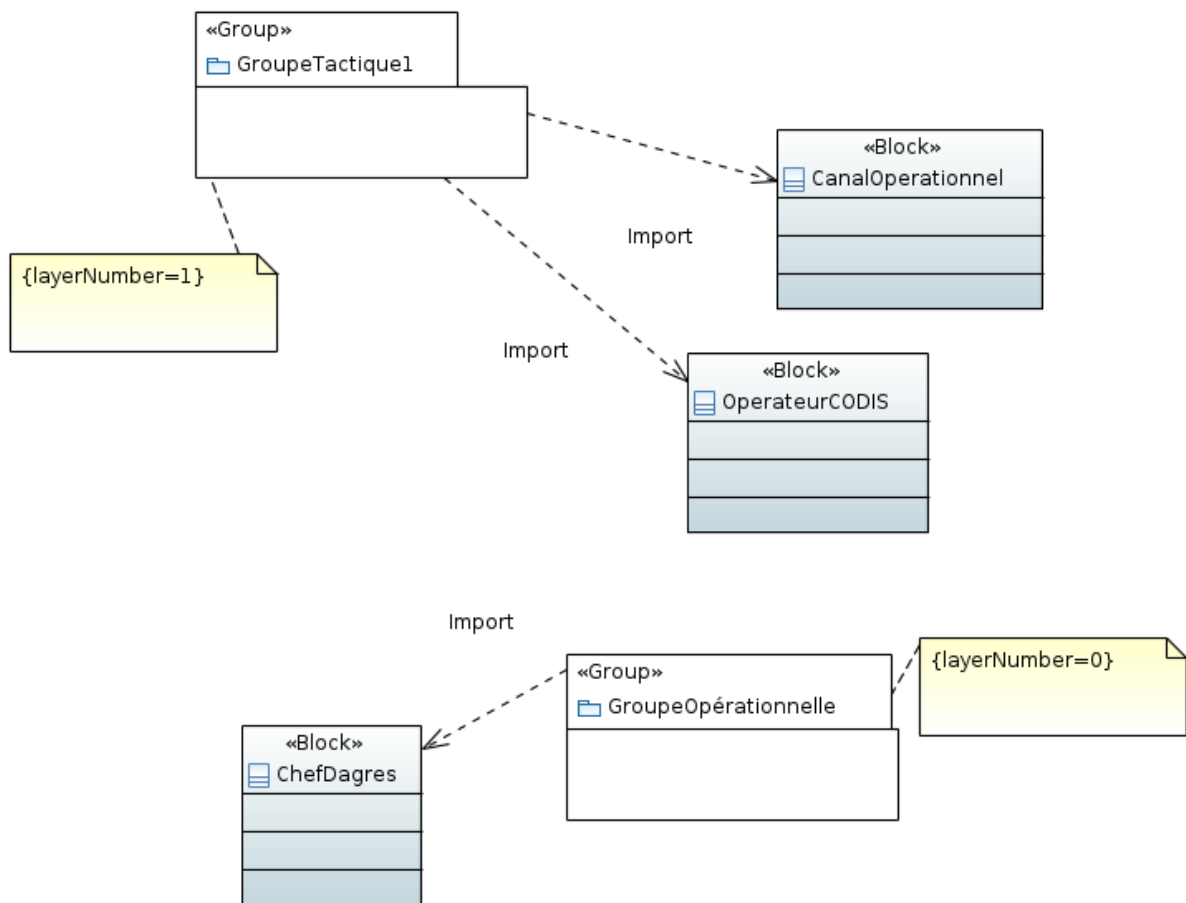 «Group»
GroupeTactique1
«Block»
CanalOperationnel
Import
{layerNumber=1}
Import
«Block»
OperateurCODIS
Import
«Group»
GroupeOpérationnelle
{layerNumber=0}
«Block»
ChefDagres